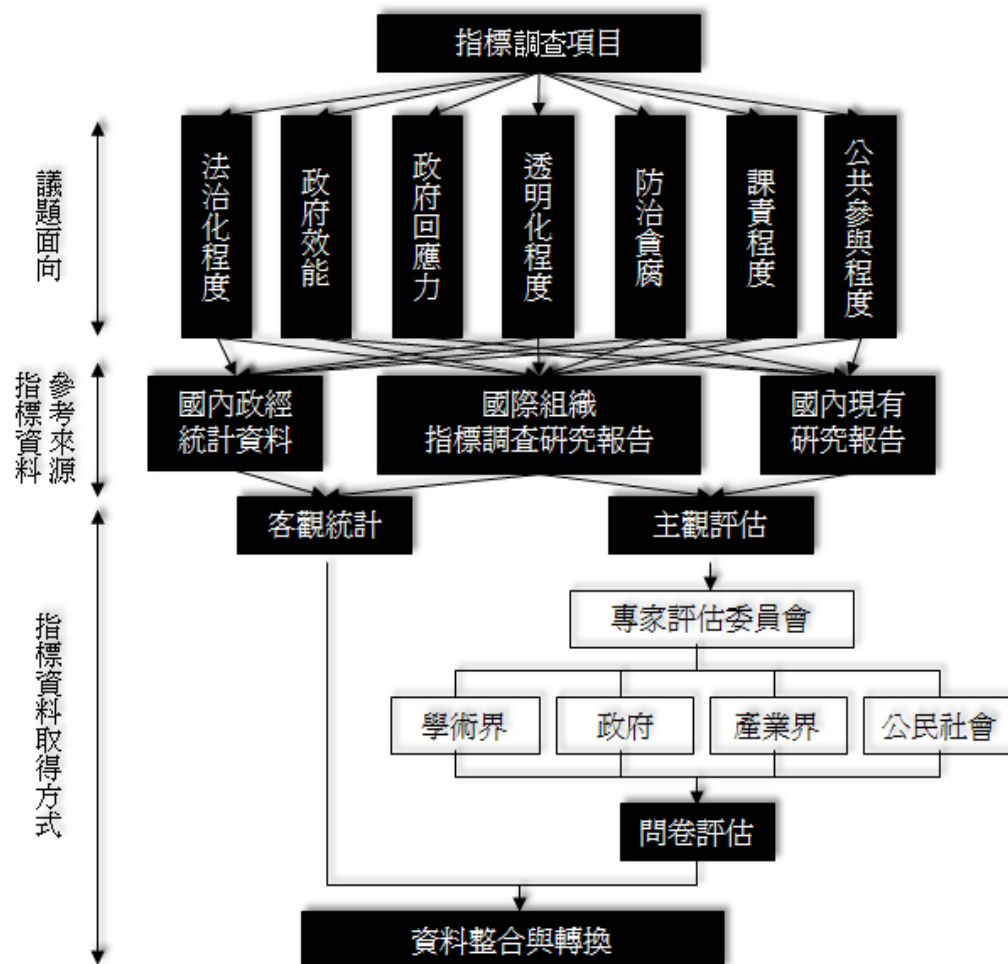 指標調查項目
議題面向
法治化程度
政府效能
政府回應力
透明化程度
防治貪腐
課責程度
公共參與程度
參考來源
指標資料
國內政經
統計資料
國際組織
指標調查研究報告
國內現有
研究報告
指標資料取得方式
客觀統計
主觀評估
專家評估委員會
學術界
政府
產業界
公民社會
問卷評估
資料整合與轉換